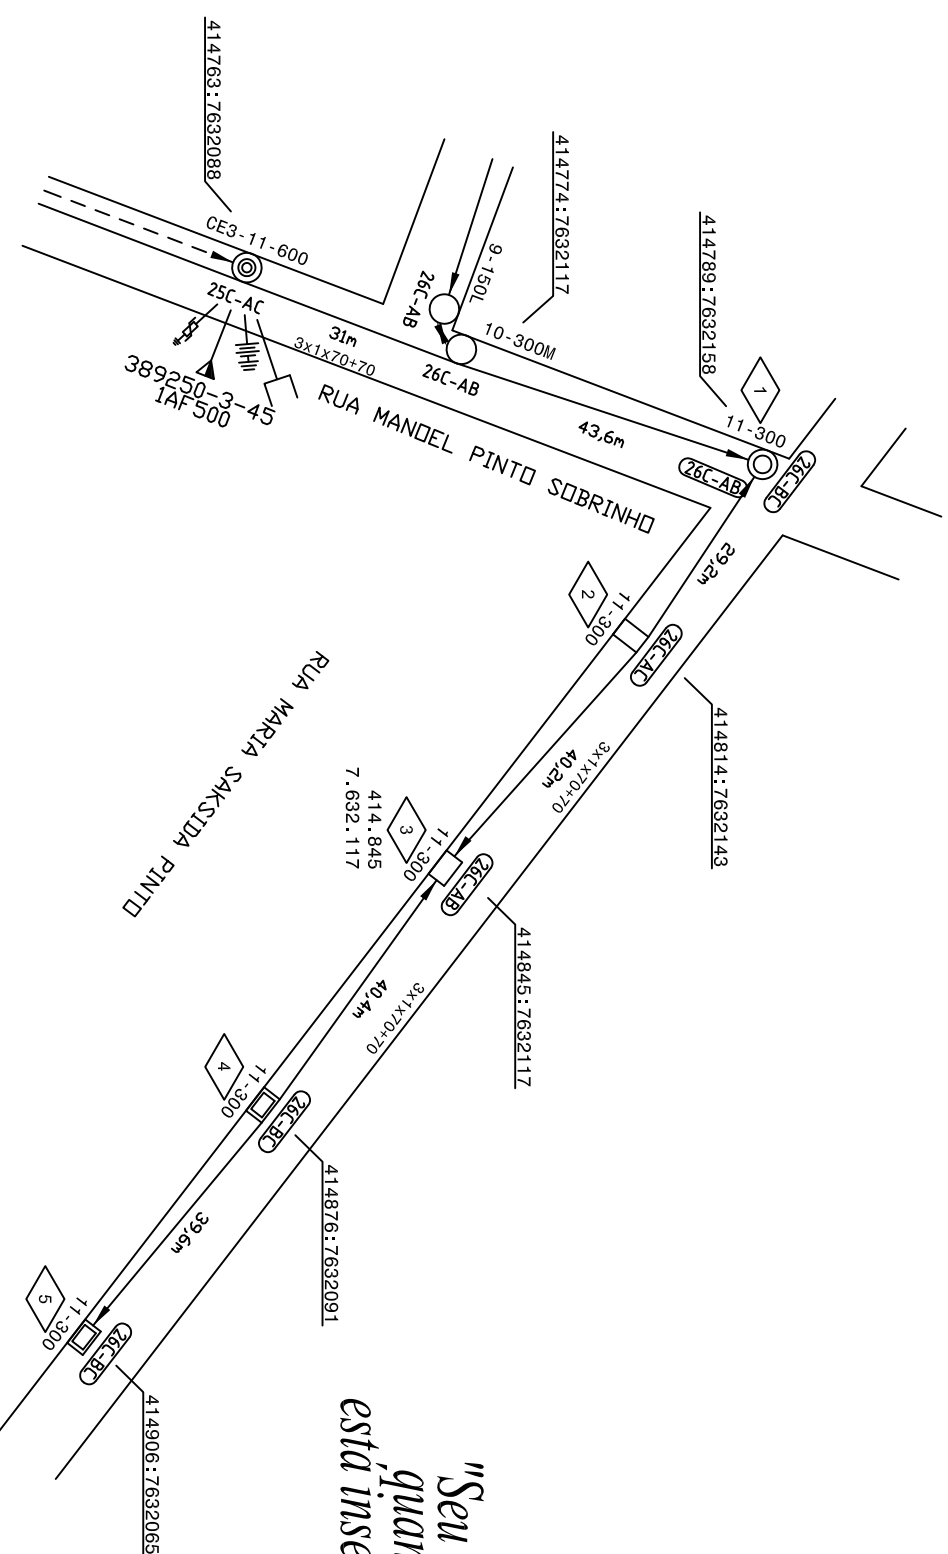 414763:7632088
CE3-11-600
25C-AC
389250-3-45
1AF500
31m
3x1x70+70
9-150L
26C-AB
414774:7632117
10-300M
26C-AB
RUA MANOEL PINTO SOBRINHO
43,6m
414789:7632158
1
11-300
26C-AB
26C-BC
29,2m
2
11-300
26C-AC
414814:7632143
3x1x70+70
40,2m
RUA MARIA SAKSIDA PINTO
414.845
7.632.117
3
11-300
26C-AB
414845:7632117
3x1x70+70
40,4m
4
11-300
26C-BC
414876:7632091
39,6m
5
11-300
26C-BC
414906:7632065
"Seu
quan
está inse